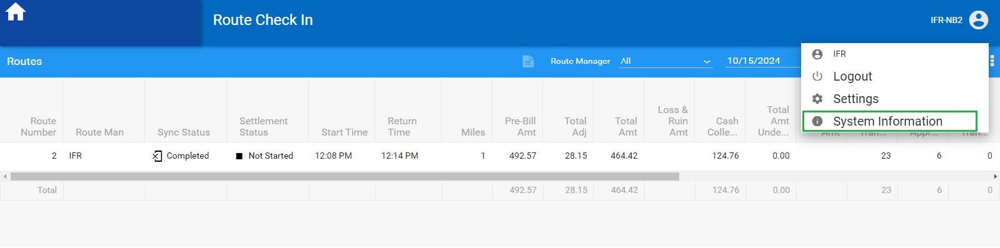 Route Check In
IFR-NB2
Routes
Route Manager All
10/15/2024
IFR
Logout
Settings
System Information
Route Number
Route Man
Sync Status
Settlement Status
Start Time
Return Time
Miles
Pre-Bill Amt
Total Adj
Total Amt
Loss & Ruin Amt
Cash Colle...
Total Amt Unde...
Amt
Tran...
Appr...
Tran...
2 IFR Completed Not Started 12:08 PM 12:14 PM 1 492.57 28.15 464.42 124.76 0.00 23 6 0
Total 492.57 28.15 464.42 124.76 0.00 23 6 0